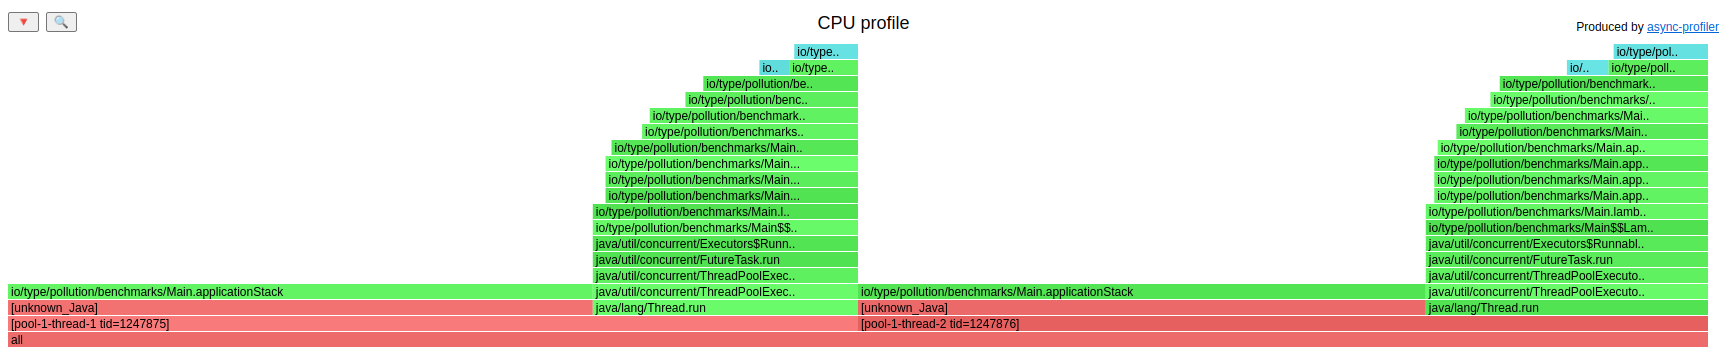 CPU profile
Produced by async-profiler
io/type.. io/type/pol..
io.. io/type.. io/.. io/type/poll..
io/type/pollution/be.. io/type/pollution/benchmark..
io/type/pollution/benc.. io/type/pollution/benchmarks/..
io/type/pollution/benchmark.. io/type/pollution/benchmarks/Mai..
io/type/pollution/benchmarks.. io/type/pollution/benchmarks/Main..
io/type/pollution/benchmarks/Main.. io/type/pollution/benchmarks/Main.ap..
io/type/pollution/benchmarks/Main... io/type/pollution/benchmarks/Main.app..
io/type/pollution/benchmarks/Main... io/type/pollution/benchmarks/Main.app..
io/type/pollution/benchmarks/Main... io/type/pollution/benchmarks/Main.app..
io/type/pollution/benchmarks/Main.l.. io/type/pollution/benchmarks/Main.lamb..
io/type/pollution/benchmarks/Main$$.. io/type/pollution/benchmarks/Main$$Lam..
java/util/concurrent/Executors$Runn.. java/util/concurrent/Executors$Runnabl..
java/util/concurrent/FutureTask.run java/util/concurrent/FutureTask.run
java/util/concurrent/ThreadPoolExec.. java/util/concurrent/ThreadPoolExecuto..
io/type/pollution/benchmarks/Main.applicationStack java/util/concurrent/ThreadPoolExec.. io/type/pollution/benchmarks/Main.applicationStack java/util/concurrent/ThreadPoolExecuto..
[unknown_Java] java/lang/Thread.run [unknown_Java] java/lang/Thread.run
[pool-1-thread-1 tid=1247875] [pool-1-thread-2 tid=1247876]
all